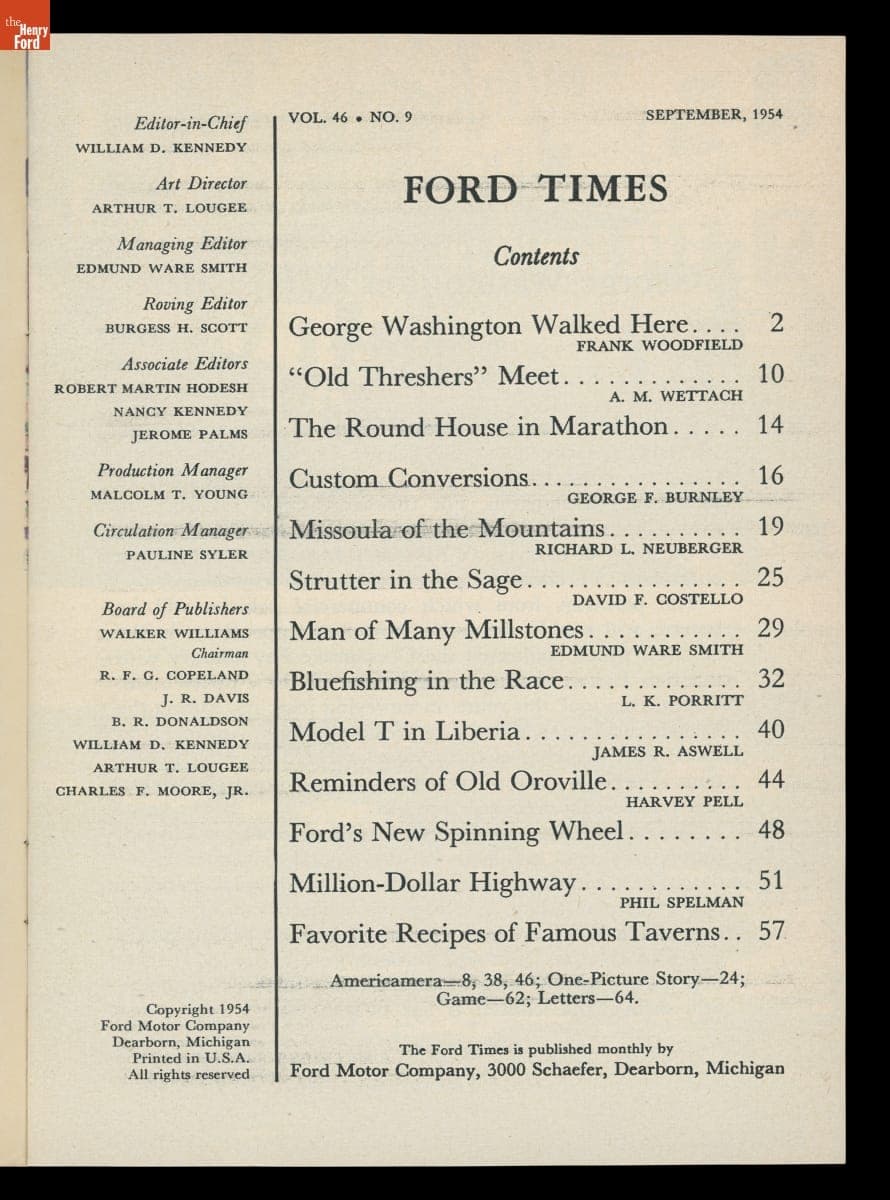 the
Henry
Ford
Editor-in-Chief
WILLIAM D. KENNEDY
Art Director
ARTHUR T. LOUGEE
Managing Editor
EDMUND WARE SMITH
Roving Editor
BURGESS H. SCOTT
Associate Editors
ROBERT MARTIN HODESH
NANCY KENNEDY
JEROME PALMS
Production Manager
MALCOLM T. YOUNG
Circulation Manager
PAULINE SYLER
Board of Publishers
WALKER WILLIAMS
Chairman
R. F. G. COPELAND
J. R. DAVIS
B. R. DONALDSON
WILLIAM D. KENNEDY
ARTHUR T. LOUGEE
CHARLES F. MOORE, JR.
Copyright 1954
Ford Motor Company
Dearborn, Michigan
Printed in U.S.A.
All rights reserved
VOL. 46 • NO. 9 SEPTEMBER, 1954
FORD TIMES
Contents
George Washington Walked Here.... 2
FRANK WOODFIELD
“Old Threshers” Meet............. 10
A. M. WETTACH
The Round House in Marathon..... 14
Custom Conversions................ 16
GEORGE F. BURNLEY
Missoula of the Mountains.......... 19
RICHARD L. NEUBERGER
Strutter in the Sage................ 25
DAVID F. COSTELLO
Man of Many Millstones........... 29
EDMUND WARE SMITH
Bluefishing in the Race............. 32
L. K. PORRITT
Model T in Liberia................ 40
JAMES R. ASWELL
Reminders of Old Oroville.......... 44
HARVEY PELL
Ford’s New Spinning Wheel........ 48
Million-Dollar Highway............ 51
PHIL SPELMAN
Favorite Recipes of Famous Taverns.. 57
Americamera—8, 38, 46; One-Picture Story—24;
Game—62; Letters—64.
The Ford Times is published monthly by
Ford Motor Company, 3000 Schaefer, Dearborn, Michigan